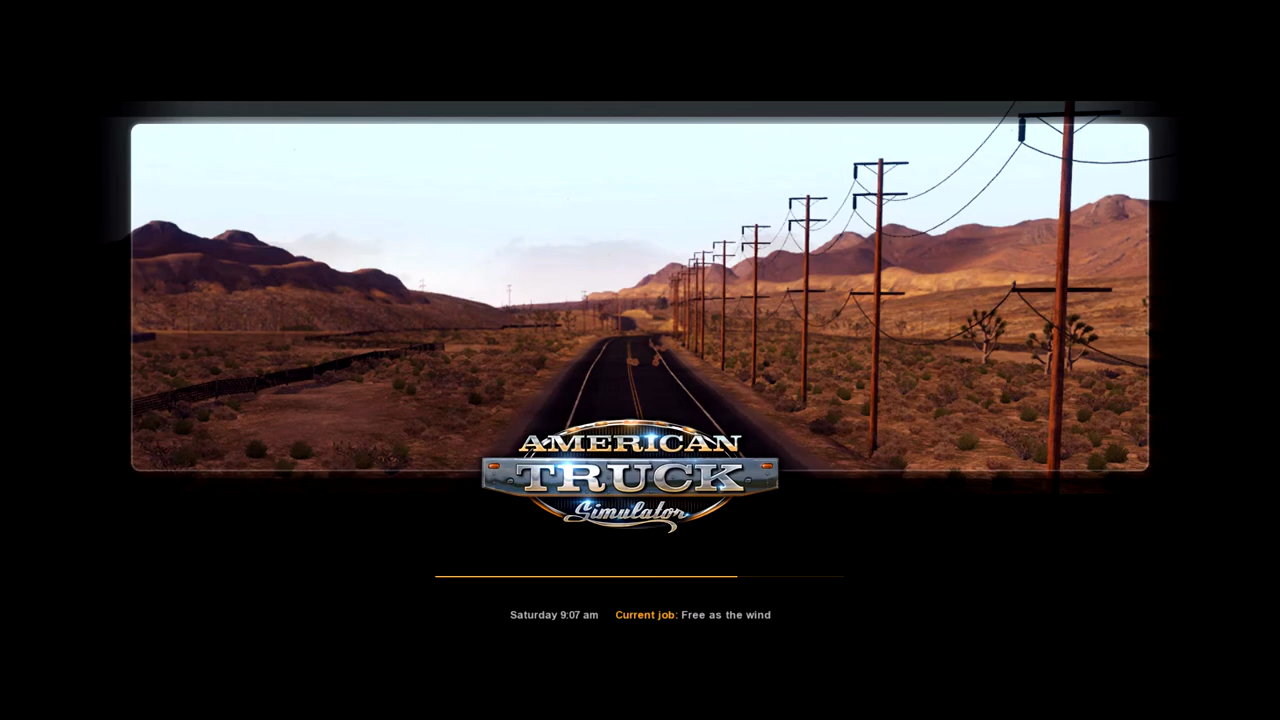 AMERICAN
TRUCK
Simulator
Saturday 9:07 am Current job: Free as the wind